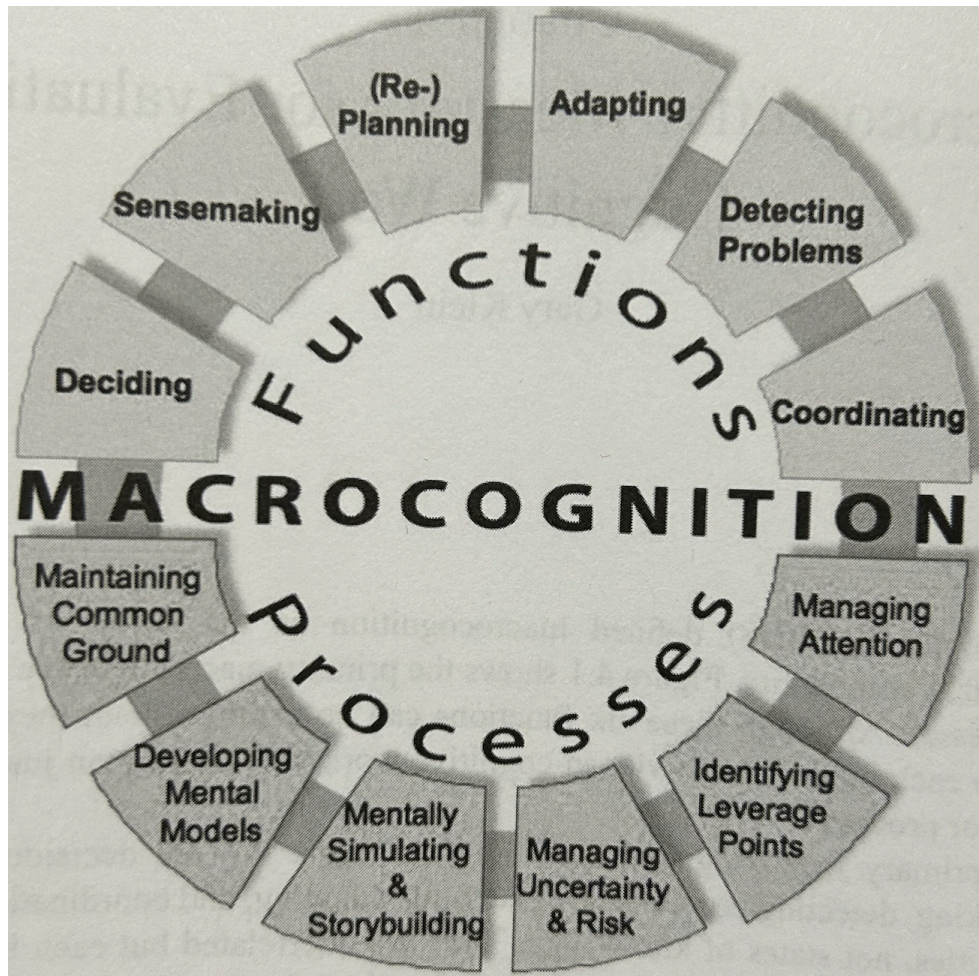 (Re-)
Planning
Adapting
Sensemaking
Detecting
Problems
Deciding
Coordinating
Functions
MACROCOGNITION
Processes
Maintaining
Common
Ground
Managing
Attention
Developing
Mental
Models
Identifying
Leverage
Points
Mentally
Simulating
&
Storybuilding
Managing
Uncertainty
& Risk